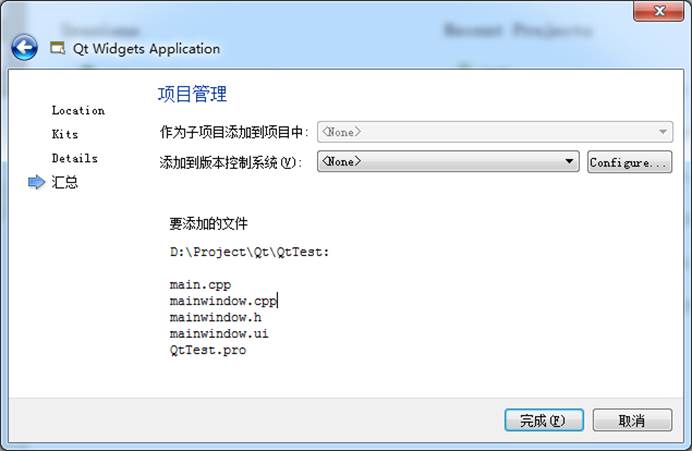 Recent Projects
Qt Widgets Application
项目管理
Location
Kits
Details
汇总
作为子项目添加到项目中: <None>
添加到版本控制系统(V): <None> Configure...
要添加的文件
D:\Project\Qt\QtTest:
main.cpp
mainwindow.cpp
mainwindow.h
mainwindow.ui
QtTest.pro
完成(F) 取消